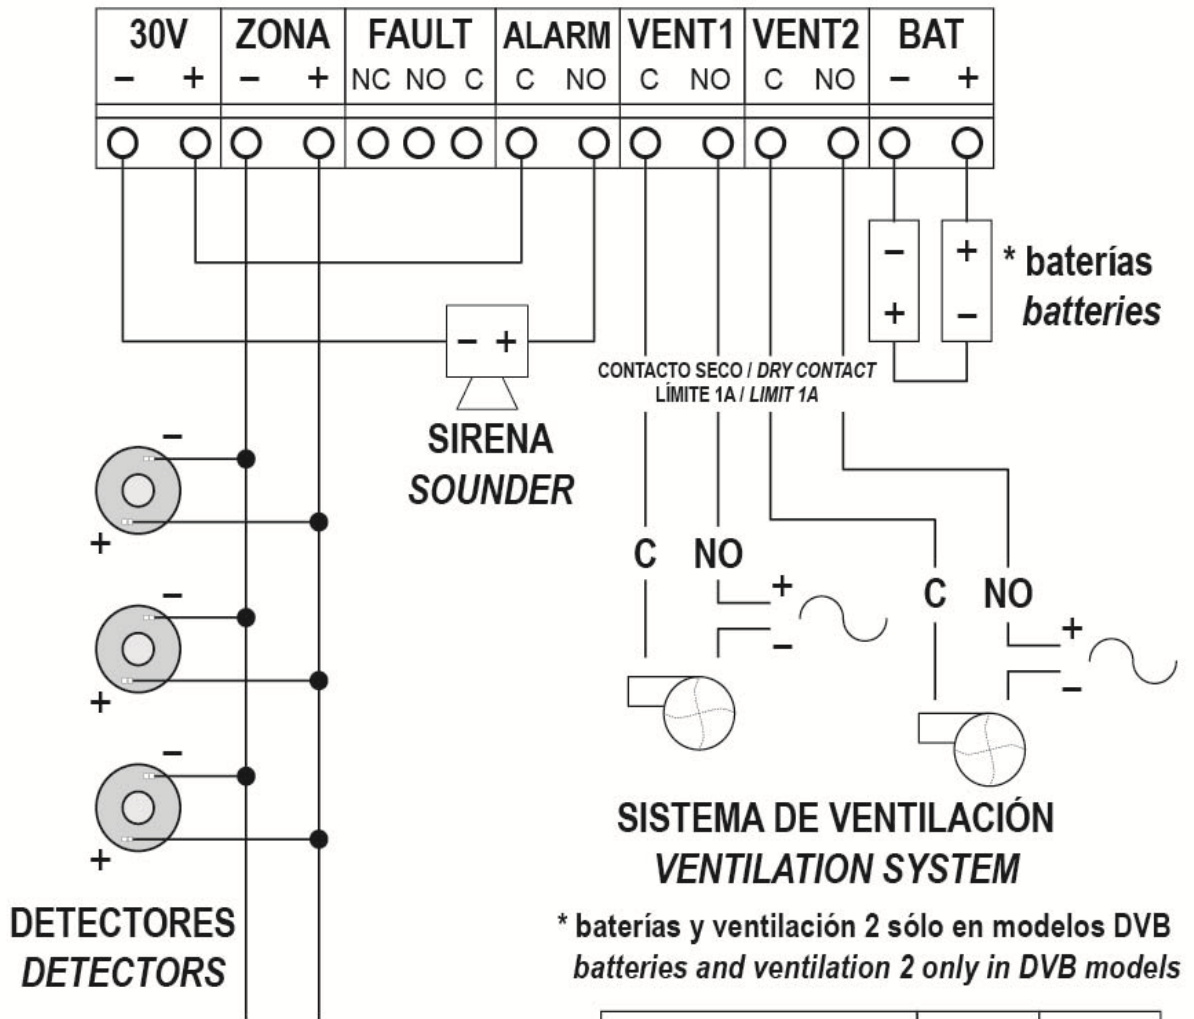 30V ZONA FAULT ALARM VENT1 VENT2 BAT
− + − + NC NO C C NO C NO C NO − +
− +
+ −
* baterías
batteries
− +
CONTACTO SECO / DRY CONTACT
LÍMITE 1A / LIMIT 1A
SIRENA
SOUNDER
−
+
C NO
+
−
C NO
+
−
−
+
−
+
SISTEMA DE VENTILACIÓN
VENTILATION SYSTEM
DETECTORES
DETECTORS
* baterías y ventilación 2 sólo en modelos DVB
batteries and ventilation 2 only in DVB models